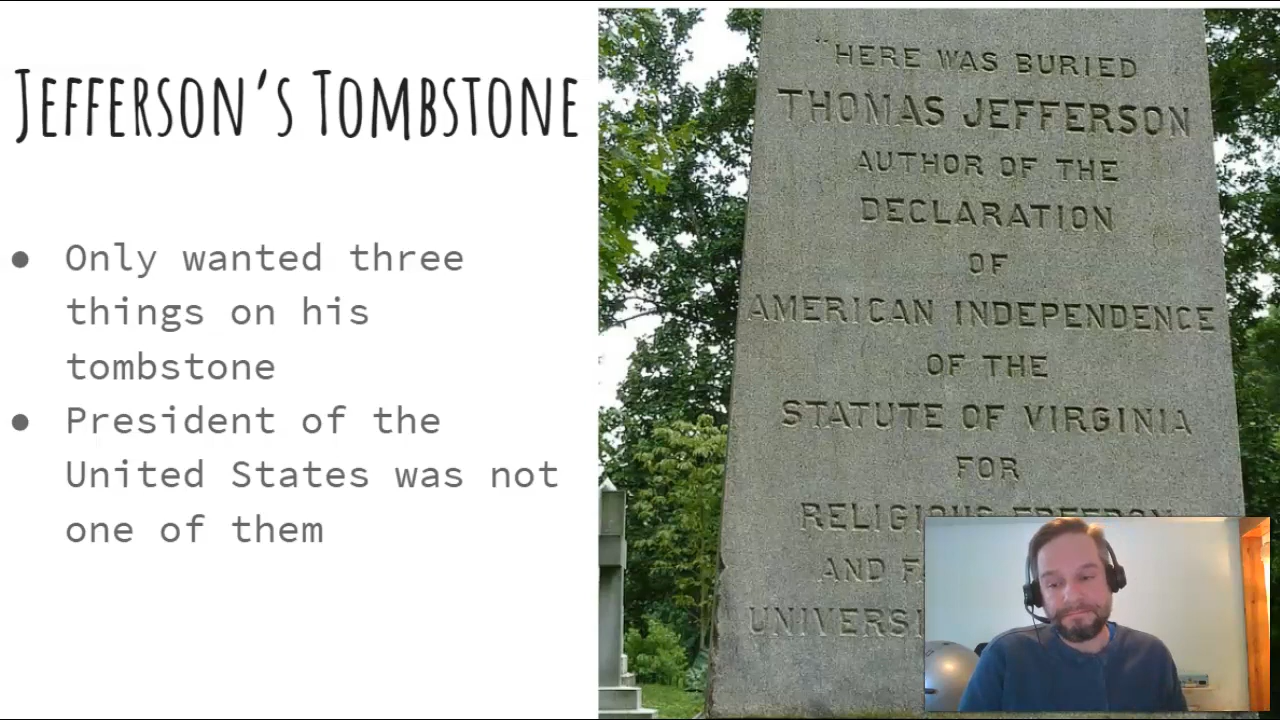 Jefferson's Tombstone
● Only wanted three
things on his
tombstone
● President of the
United States was not
one of them
"HERE WAS BURIED
THOMAS JEFFERSON
AUTHOR OF THE
DECLARATION
OF
AMERICAN INDEPENDENCE
OF THE
STATUTE OF VIRGINIA
FOR
RELIGIOUS FREEDOM
AND